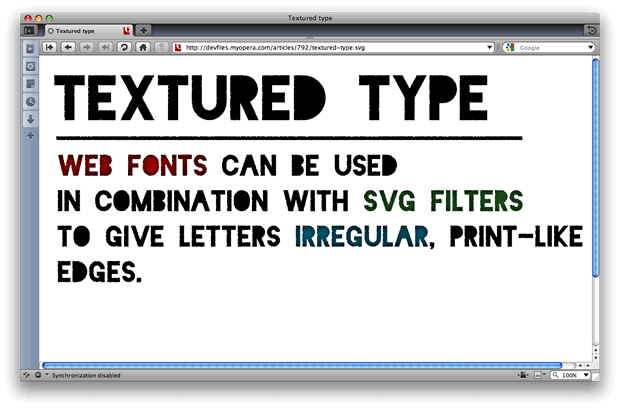 Textured type
Textured type
http://devfiles.myopera.com/articles/792/textured-type.svg
Google
TEXTURED TYPE
WEB FONTS CAN BE USED
IN COMBINATION WITH SVG FILTERS
TO GIVE LETTERS IRREGULAR, PRINT-LIKE
EDGES.
Synchronization disabled
100%